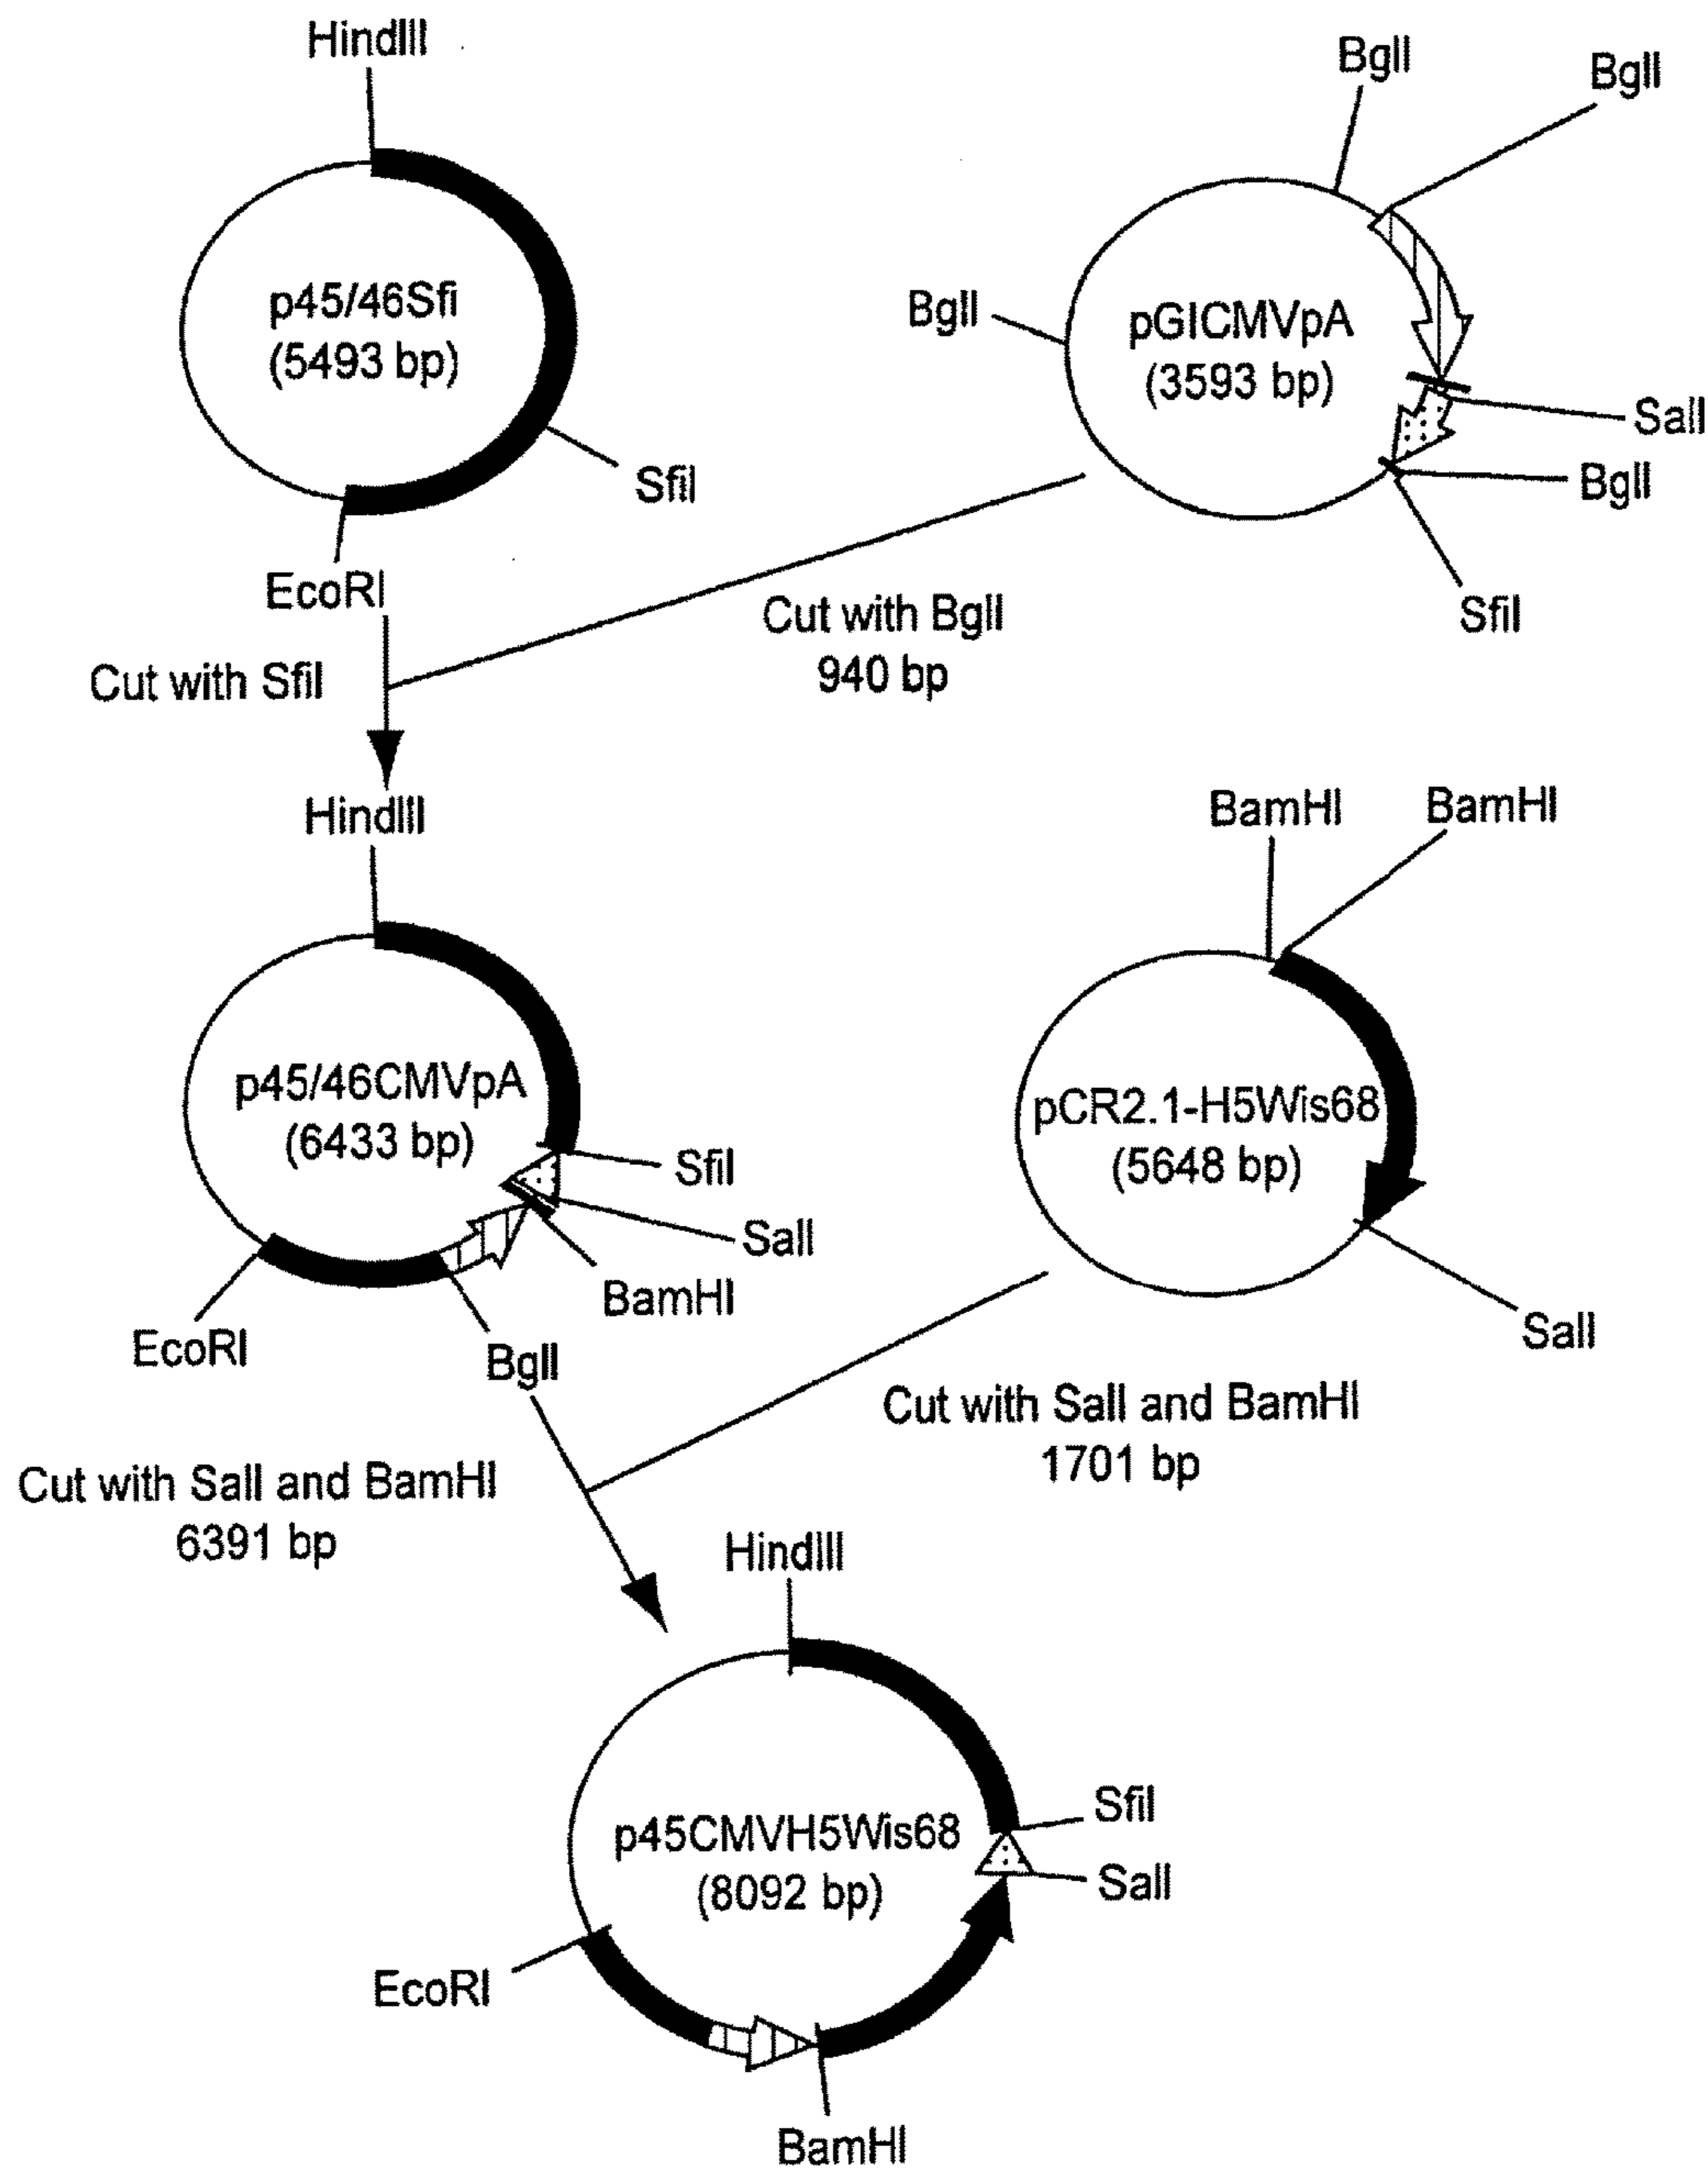 HindIII
BglI
BglI
p45/46Sfi
(5493 bp)
BglI
pGICMVpA
(3593 bp)
SalI
SfiI
BglI
EcoRI
SfiI
Cut with BglI
940 bp
Cut with SfiI
HindIII
BamHI
BamHI
p45/46CMVpA
(6433 bp)
pCR2.1-H5Wis68
(5648 bp)
SfiI
SalI
BamHI
EcoRI
BglI
SalI
Cut with SalI and BamHI
1701 bp
Cut with SalI and BamHI
6391 bp
HindIII
p45CMVH5Wis68
(8092 bp)
SfiI
SalI
EcoRI
BamHI